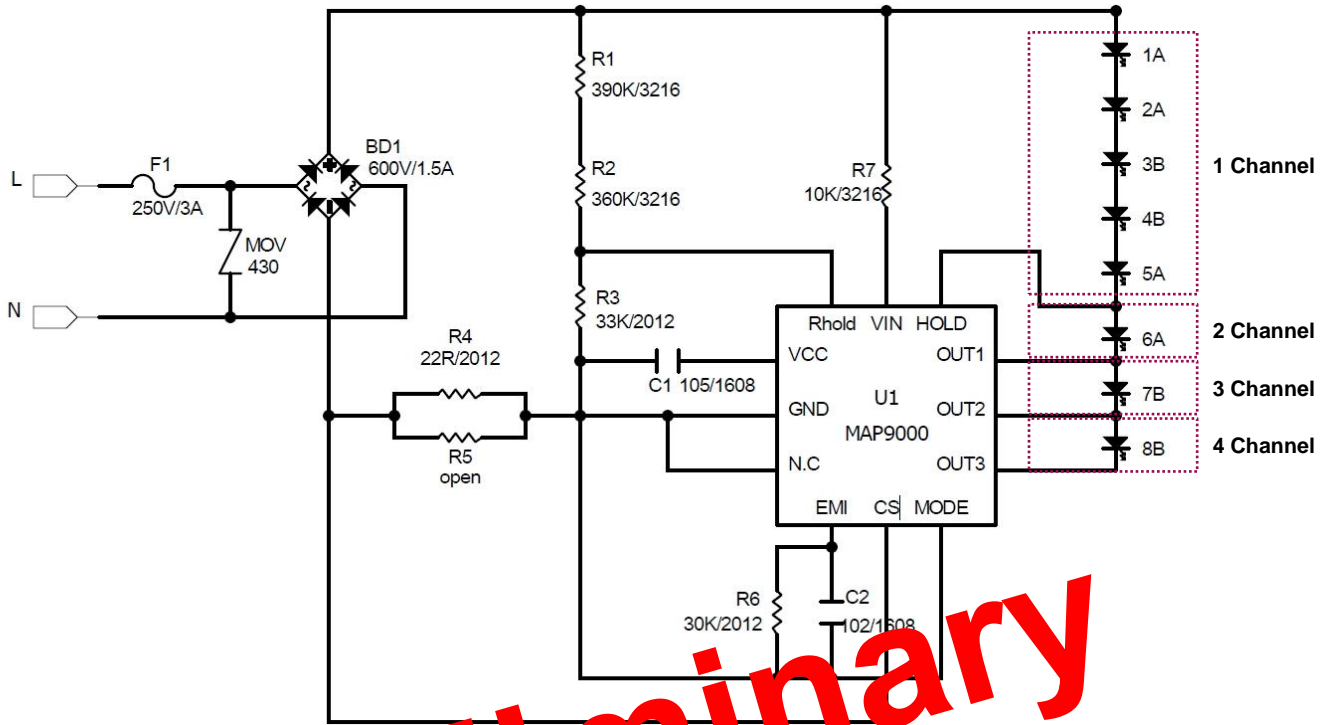 R1
390K/3216
1A
2A
BD1
600V/1.5A
F1
L
250V/3A
R2
360K/3216
R7
10K/3216
3B
1 Channel
4B
MOV
430
5A
N
R3
33K/2012
Rhold VIN HOLD
R4
22R/2012
6A
2 Channel
VCC
OUT1
C1 105/1608
U1
7B
3 Channel
GND
OUT2
MAP9000
R5
open
N.C
OUT3
8B
4 Channel
EMI CS MODE
R6
30K/2012
C2
102/1608